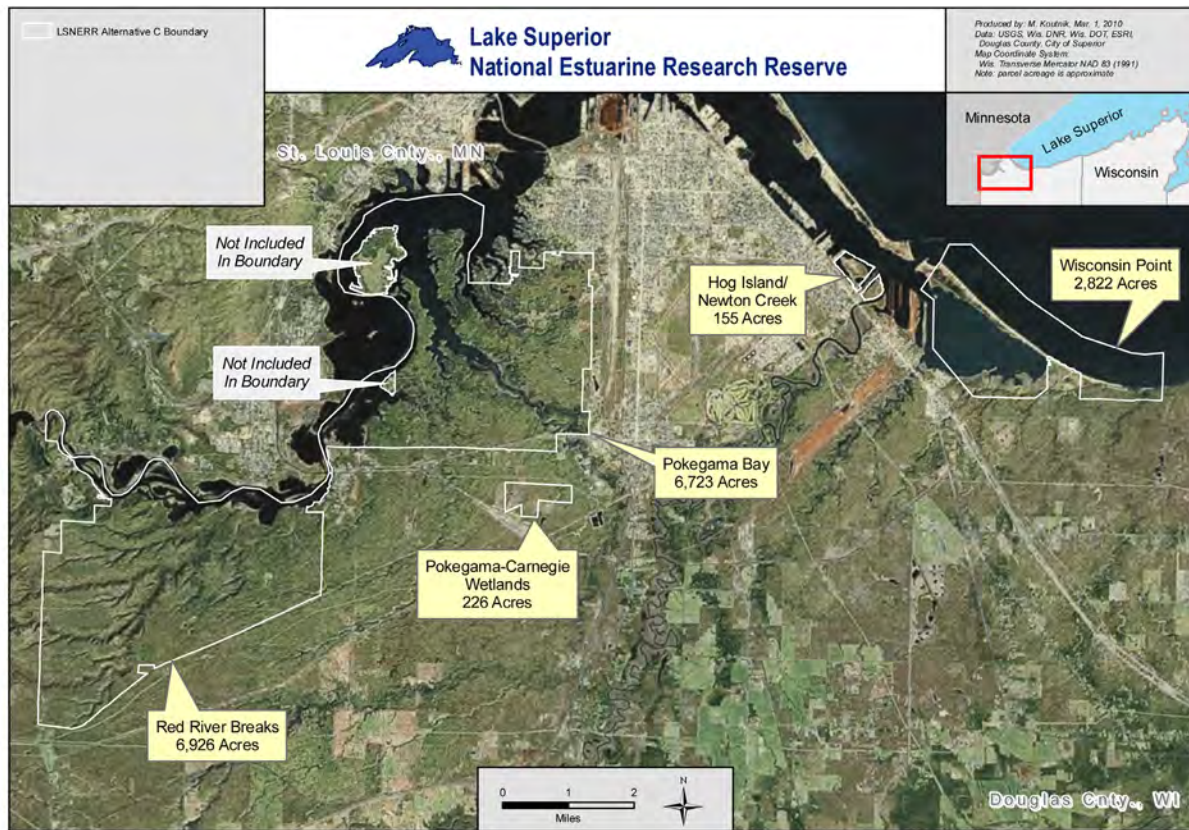 LSNERR Alternative C Boundary
Lake Superior
National Estuarine Research Reserve
Produced by: M. Koutnik, Mar. 1, 2010
Data: USGS, Wis. DNR, Wis. DOT, ESRI,
Douglas County, City of Superior
Map Coordinate System:
Wis. Transverse Mercator NAD 83 (1991)
Note: parcel acreage is approximate
Minnesota
Lake Superior
Wisconsin
St. Louis Cnty., MN
Not Included
In Boundary
Not Included
In Boundary
Hog Island/
Newton Creek
155 Acres
Wisconsin Point
2,822 Acres
Pokegama Bay
6,723 Acres
Pokegama-Carnegie
Wetlands
226 Acres
Red River Breaks
6,926 Acres
0 1 2
Miles
N
Douglas Cnty., WI